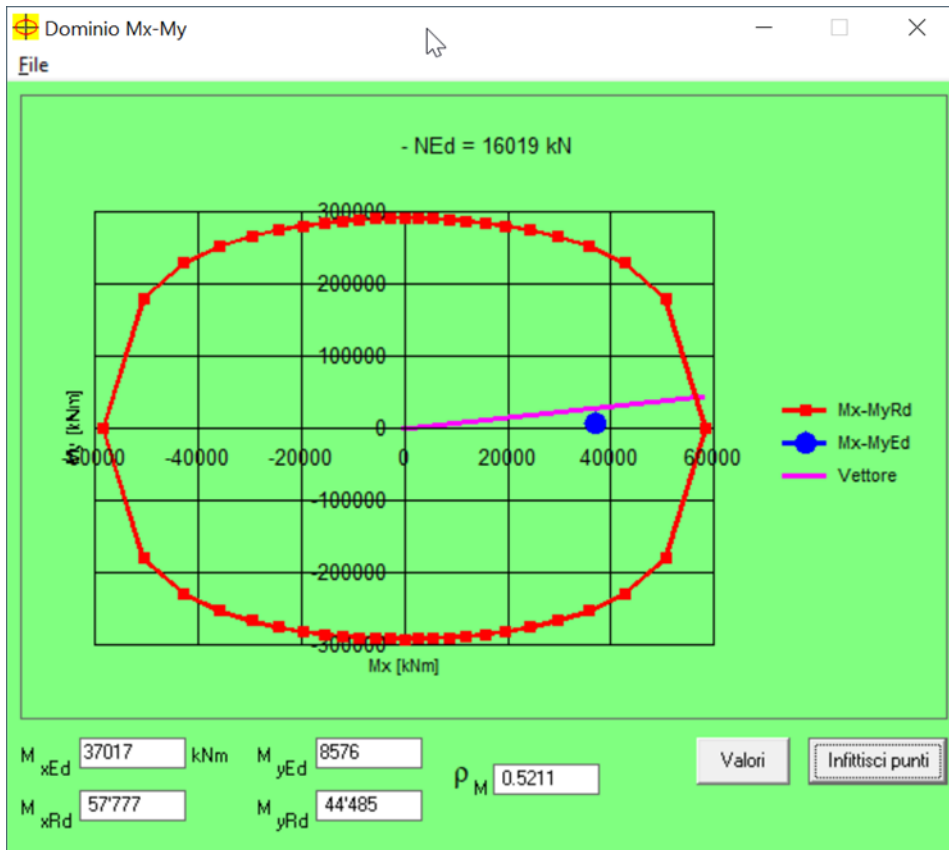 Dominio Mx-My
File
- NEd = 16019 kN
300000
200000
100000
0
-100000
-200000
-300000
My [kNm]
-60000 -40000 -20000 0 20000 40000 60000
Mx [kNm]
Mx-MyRd
Mx-MyEd
Vettore
M xEd 37017 kNm M yEd 8576
M xRd 57'777 M yRd 44'485
ρ M 0.5211
Valori Infittisci punti